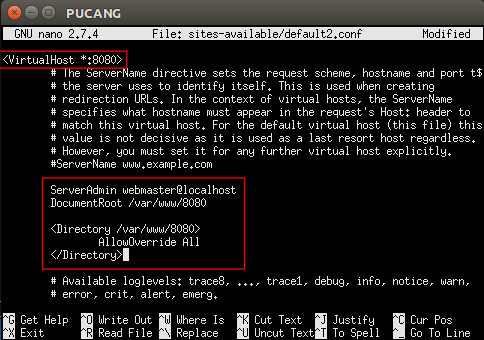 PUCANG
GNU nano 2.7.4 File: sites-available/default2.conf Modified
<VirtualHost *:8080>
# The ServerName directive sets the request scheme, hostname and port t$
# the server uses to identify itself. This is used when creating
# redirection URLs. In the context of virtual hosts, the ServerName
# specifies what hostname must appear in the request's Host: header to
# match this virtual host. For the default virtual host (this file) this
# value is not decisive as it is used as a last resort host regardless.
# However, you must set it for any further virtual host explicitly.
#ServerName www.example.com
ServerAdmin webmaster@localhost
DocumentRoot /var/www/8080
<Directory /var/www/8080>
AllowOverride All
</Directory>
# Available loglevels: trace8, ..., trace1, debug, info, notice, warn,
# error, crit, alert, emerg.
^G Get Help ^O Write Out ^W Where Is ^K Cut Text ^J Justify ^C Cur Pos
^X Exit ^R Read File ^\ Replace ^U Uncut Text ^T To Spell ^_ Go To Line